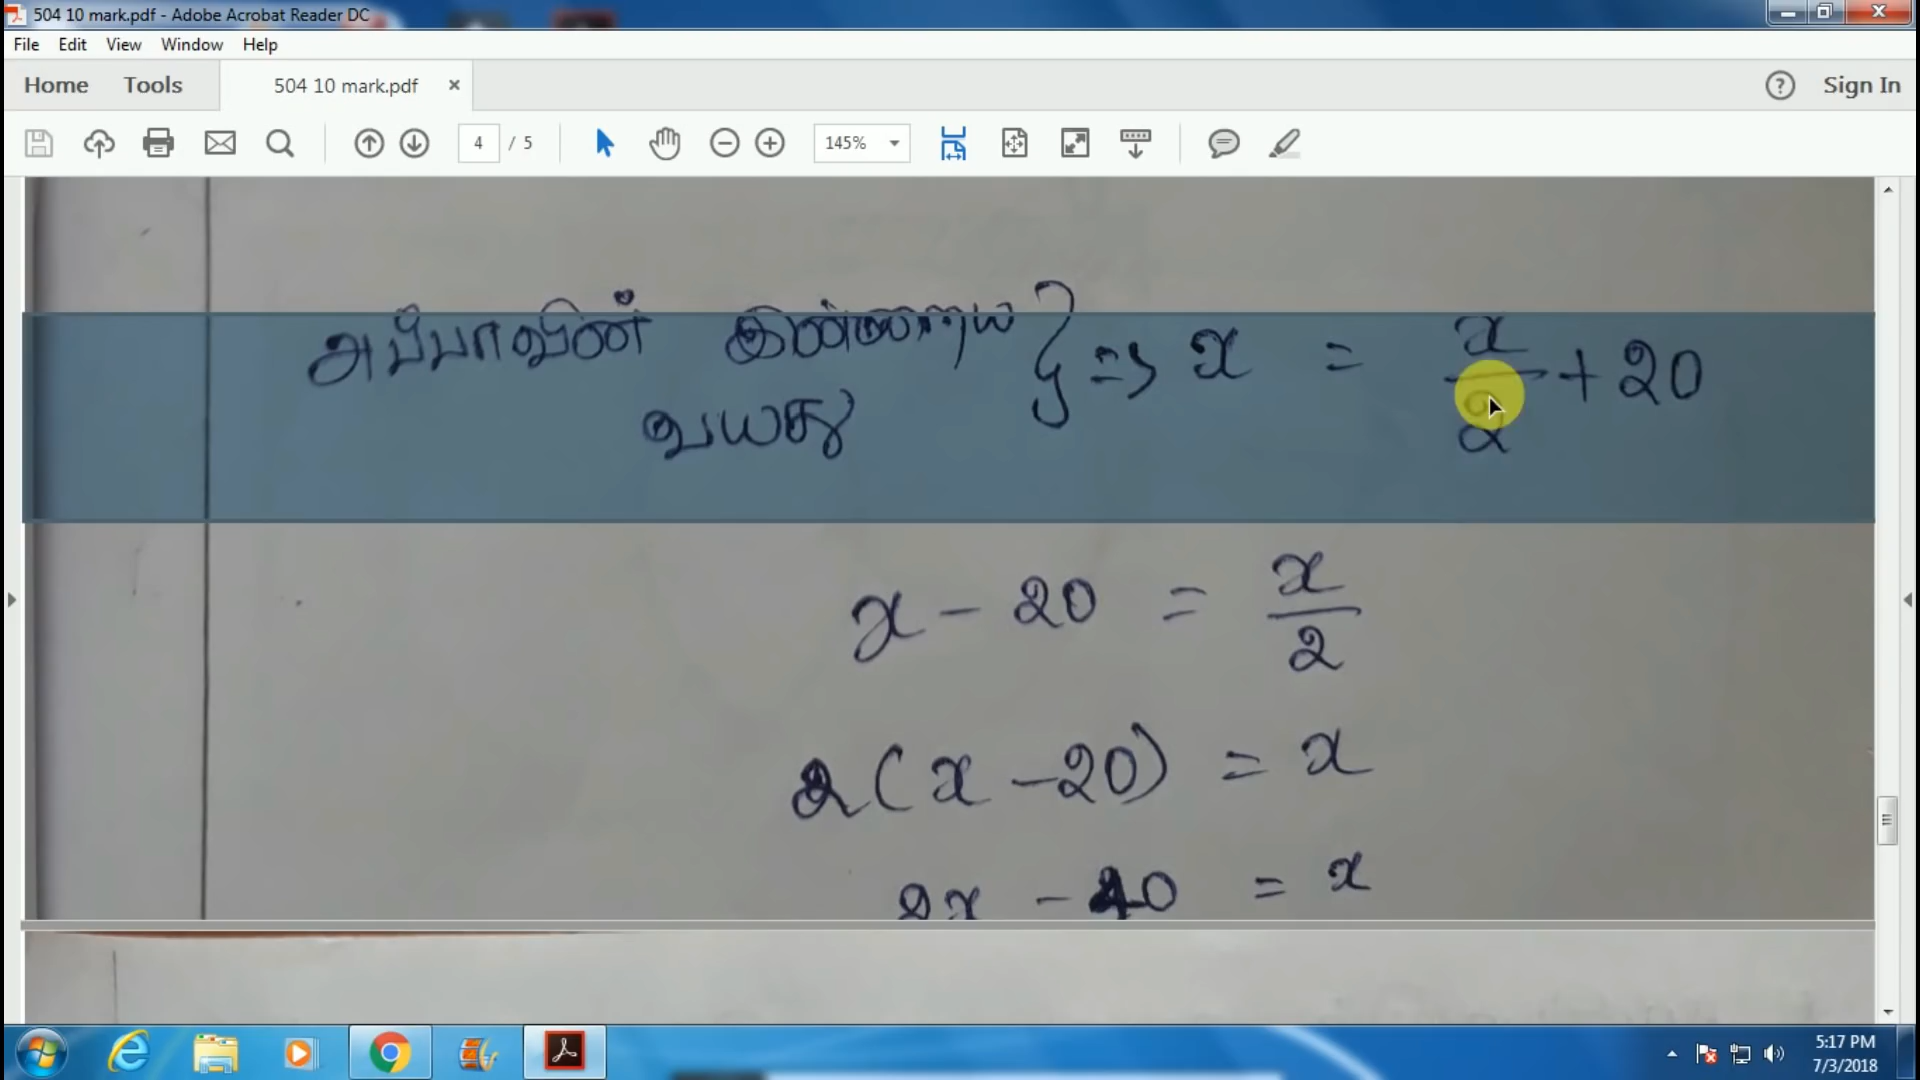 504 10 mark.pdf - Adobe Acrobat Reader DC
File Edit View Window Help
Home Tools 504 10 mark.pdf × ? Sign In
4 / 5 145%
அப்பாவின் இன்றைய } => x = x/2 + 20
வயது
x - 20 = x/2
2(x - 20) = x
2x - 40 = x
5:17 PM
7/3/2018